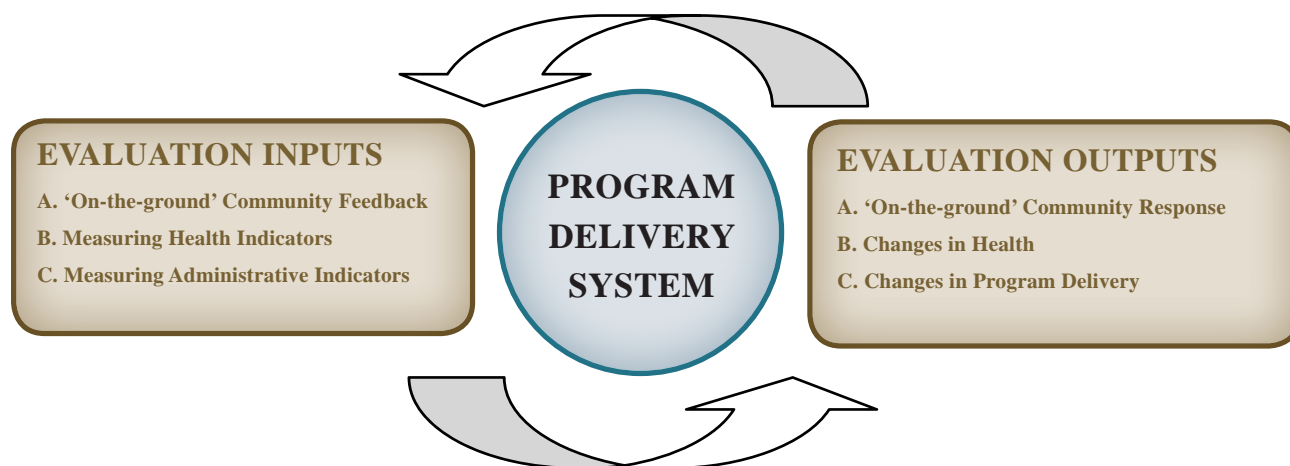 EVALUATION INPUTS
A. ‘On-the-ground’ Community Feedback
B. Measuring Health Indicators
C. Measuring Administrative Indicators
PROGRAM
DELIVERY
SYSTEM
EVALUATION OUTPUTS
A. ‘On-the-ground’ Community Response
B. Changes in Health
C. Changes in Program Delivery